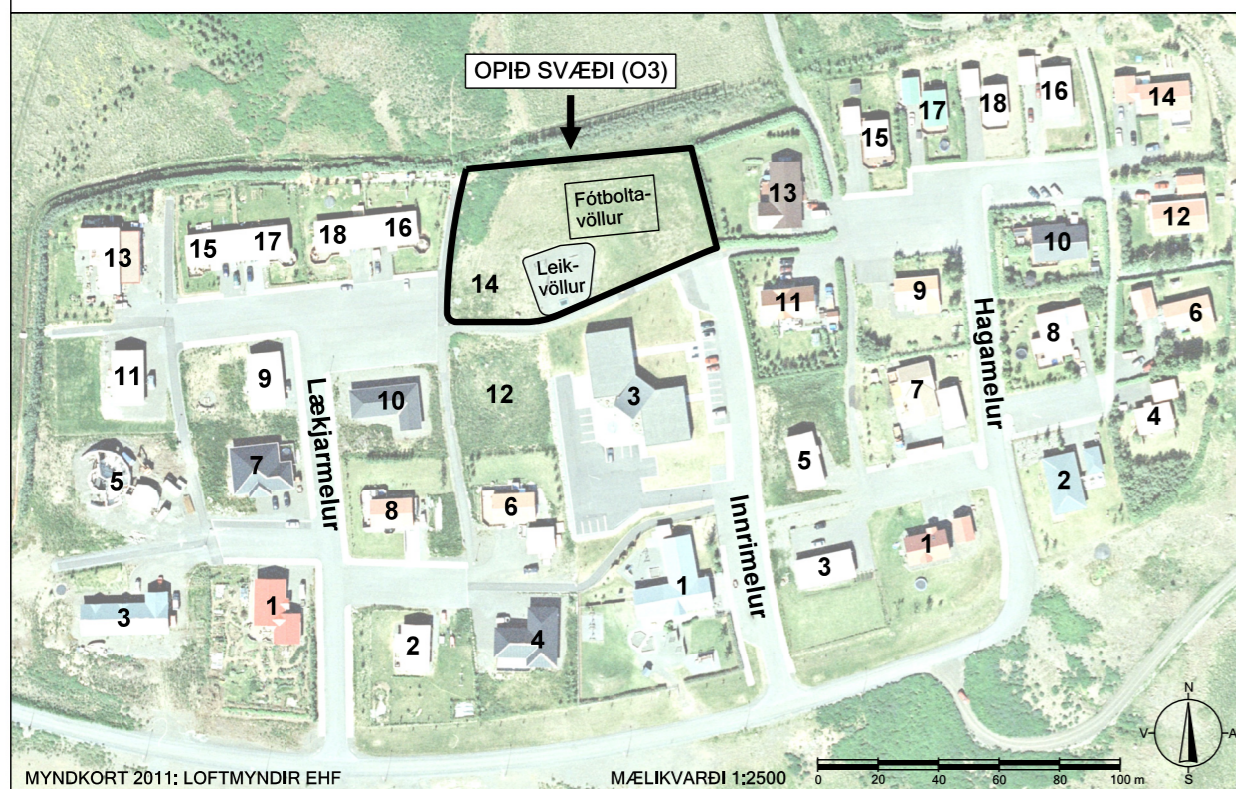 OPIÐ SVÆÐI (O3)
Fótbolta-
völlur
Leik-
völlur
14
13
15
17
18
16
11
9
10
12
5
7
8
6
3
1
2
4
Lækjarmelur
3
1
Innrimelur
15
17
18
16
14
13
10
12
11
9
8
6
7
4
5
2
3
1
Hagamelur
N
V
A
S
MYNDKORT 2011: LOFTMYNDIR EHF
MÆLIKVARÐI 1:2500
0 20 40 60 80 100 m